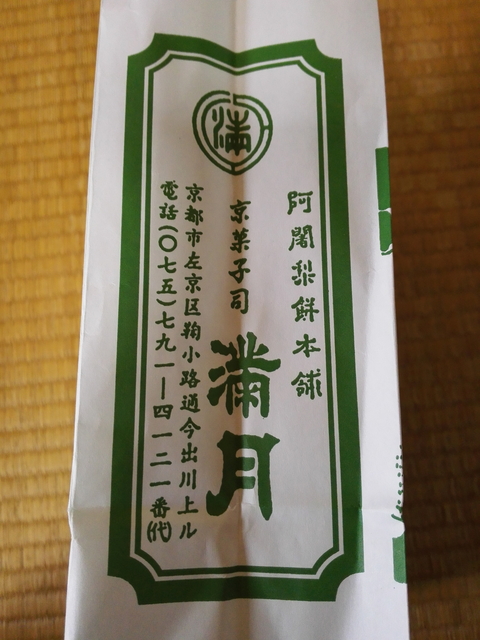 満
阿闍梨餅本舗
京菓子司
満月
京都市左京区鞠小路通今出川上ル
電話(〇七五)七九一―四一二一番(代)